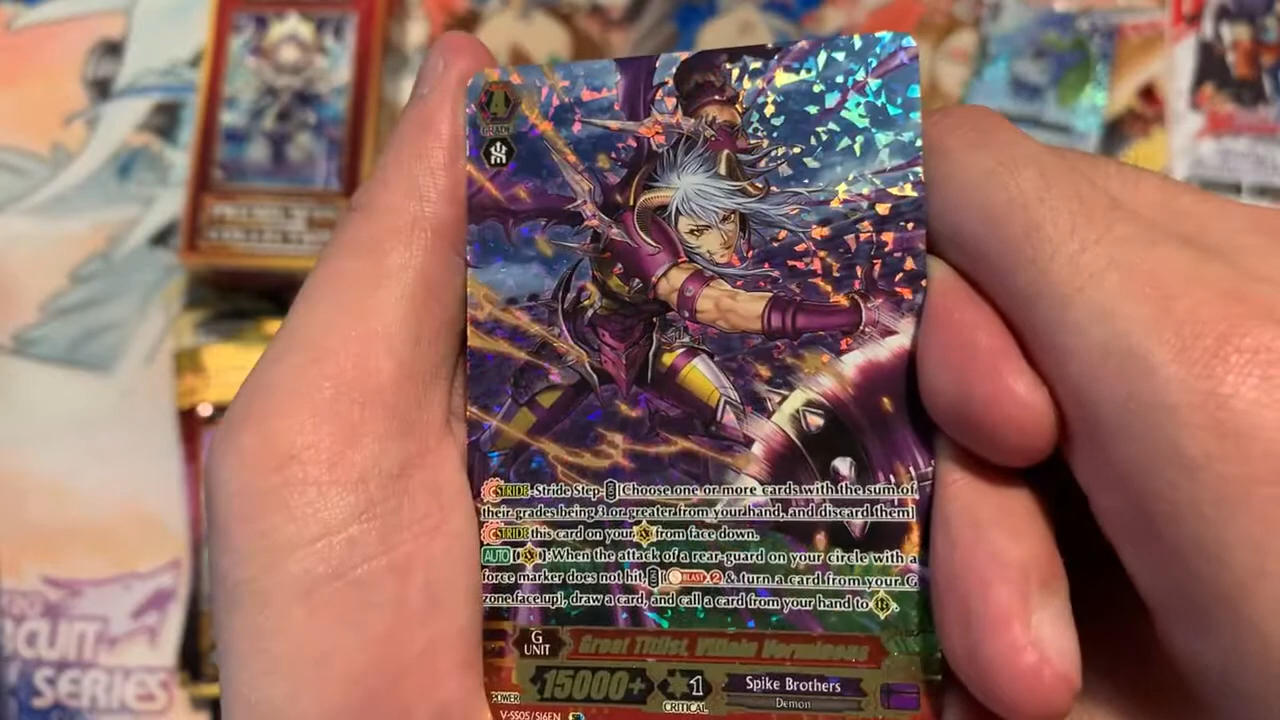 4
GRADE
STRIDE-Stride Step-[Choose one or more cards with the sum of
their grades being 3 or greater from your hand, and discard them]
STRIDE this card on your V from face down.
AUTO[V]:When the attack of a rear-guard on your circle with a
force marker does not hit, [BLAST 2 & turn a card from your G
zone face up], draw a card, and call a card from your hand to R.
G
UNIT
Great Titlist, Villain Verminous
POWER
15000+
1
CRITICAL
Spike Brothers
Demon
V-SS05/S16EN SP
CUIT
SERIES